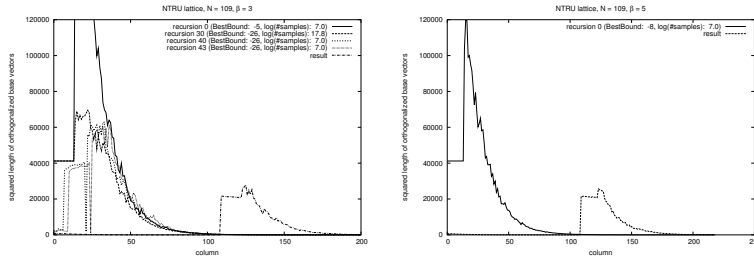 NTRU lattice, N = 109, β = 3
recursion 0 (BestBound: -5, log(#samples): 7.0)
recursion 30 (BestBound: -26, log(#samples): 17.8)
recursion 40 (BestBound: -26, log(#samples): 7.0)
recursion 43 (BestBound: -26, log(#samples): 7.0)
result
120000
100000
80000
60000
40000
20000
0
squared length of orthogonalized base vectors
0 50 100 150 200
column
NTRU lattice, N = 109, β = 5
recursion 0 (BestBound: -8, log(#samples): 7.0)
result
120000
100000
80000
60000
40000
20000
0
squared length of orthogonalized base vectors
0 50 100 150 200
column